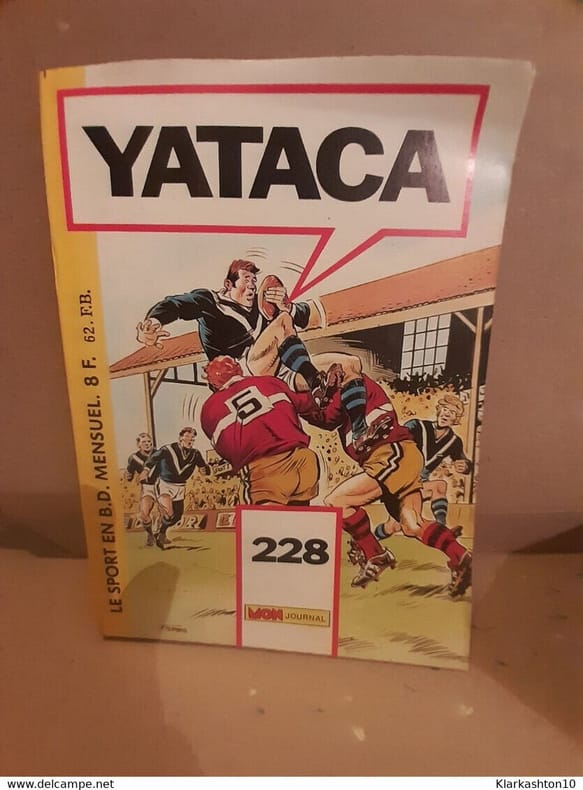 YATACA
LE SPORT EN B.D. MENSUEL. 8 F. 62. F.B.
5
228
MON JOURNAL
www.delcampe.net
Klarkashton10